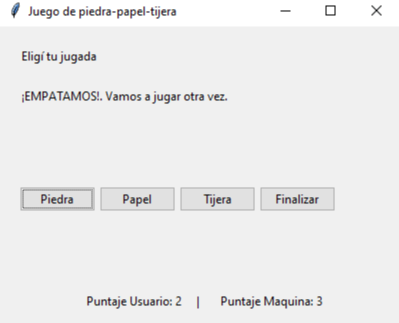 Juego de piedra-papel-tijera
Eligí tu jugada
¡EMPATAMOS!. Vamos a jugar otra vez.
Piedra Papel Tijera Finalizar
Puntaje Usuario: 2 | Puntaje Maquina: 3